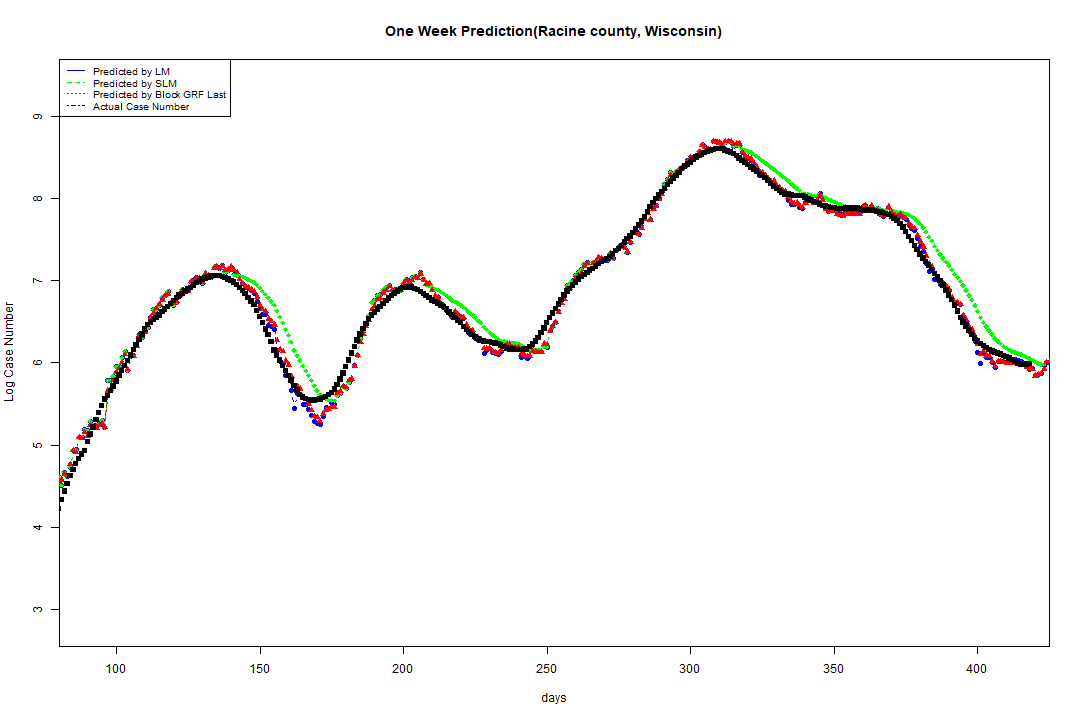 One Week Prediction(Racine county, Wisconsin)
Predicted by LM
Predicted by SLM
Predicted by Block GRF Last
Actual Case Number
9
8
7
6
5
4
3
Log Case Number
100 150 200 250 300 350 400
days